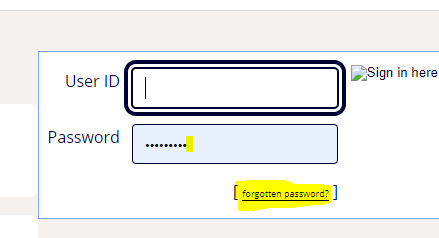 User ID
Sign in here
Password
•••••••••
[ forgotten password? ]